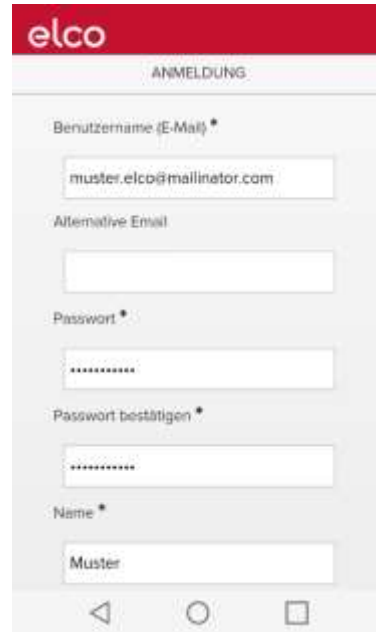 elco
ANMELDUNG
Benutzername (E-Mail) *
muster.elco@mailinator.com
Alternative Email
Passwort *
•••••••••••
Passwort bestätigen *
•••••••••••
Name *
Muster